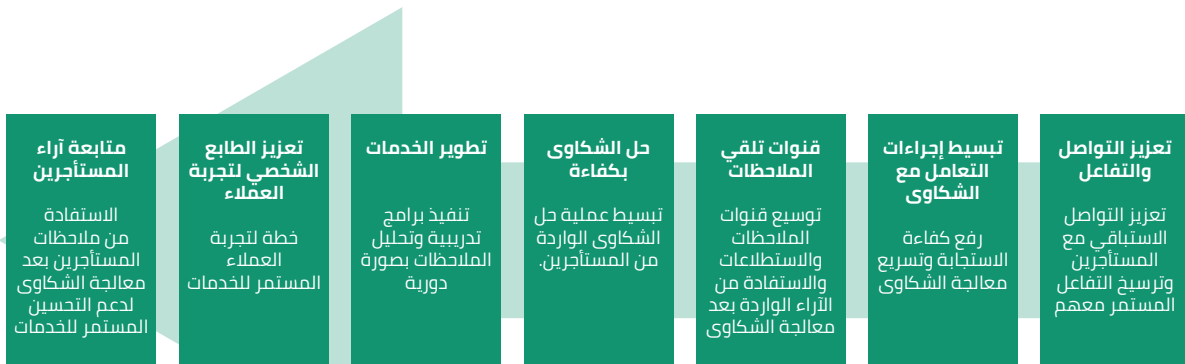 تعزيز التواصل
والتفاعل
تعزيز التواصل
الاستباقي مع
المستأجرين
وترسيخ التفاعل
المستمر معهم
تبسيط إجراءات
التعامل مع
الشكاوى
رفع كفاءة
الاستجابة وتسريع
معالجة الشكاوى
قنوات تلقي
الملاحظات
توسيع قنوات
الملاحظات
والاستطلاعات
والاستفادة من
الآراء الواردة بعد
معالجة الشكاوى
حل الشكاوى
بكفاءة
تبسيط عملية حل
الشكاوى الواردة
من المستأجرين.
تطوير الخدمات
تنفيذ برامج
تدريبية وتحليل
الملاحظات بصورة
دورية
تعزيز الطابع
الشخصي لتجربة
العملاء
خطة لتجربة
العملاء
المستمر للخدمات
متابعة آراء
المستأجرين
الاستفادة
من ملاحظات
المستأجرين بعد
معالجة الشكاوى
لدعم التحسين
المستمر للخدمات